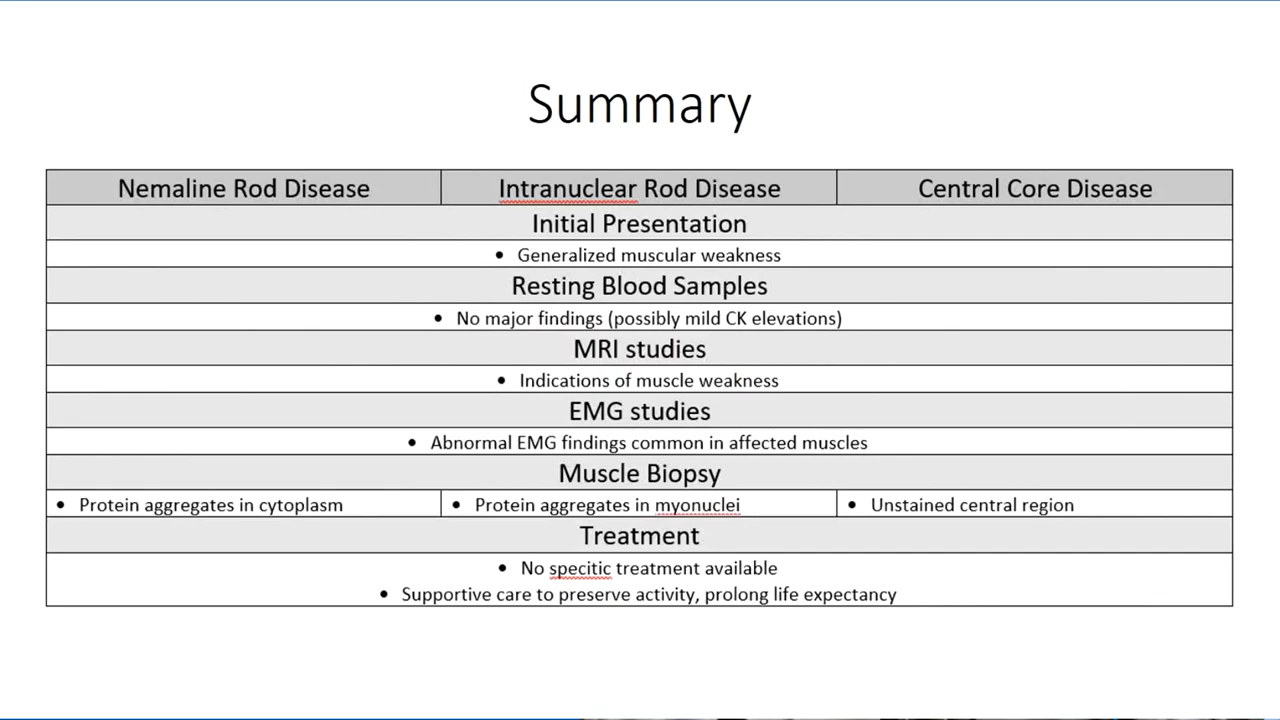 Summary
Nemaline Rod Disease
Intranuclear Rod Disease
Central Core Disease
Initial Presentation
• Generalized muscular weakness
Resting Blood Samples
• No major findings (possibly mild CK elevations)
MRI studies
• Indications of muscle weakness
EMG studies
• Abnormal EMG findings common in affected muscles
Muscle Biopsy
• Protein aggregates in cytoplasm
• Protein aggregates in myonuclei
• Unstained central region
Treatment
• No specitic treatment available
• Supportive care to preserve activity, prolong life expectancy